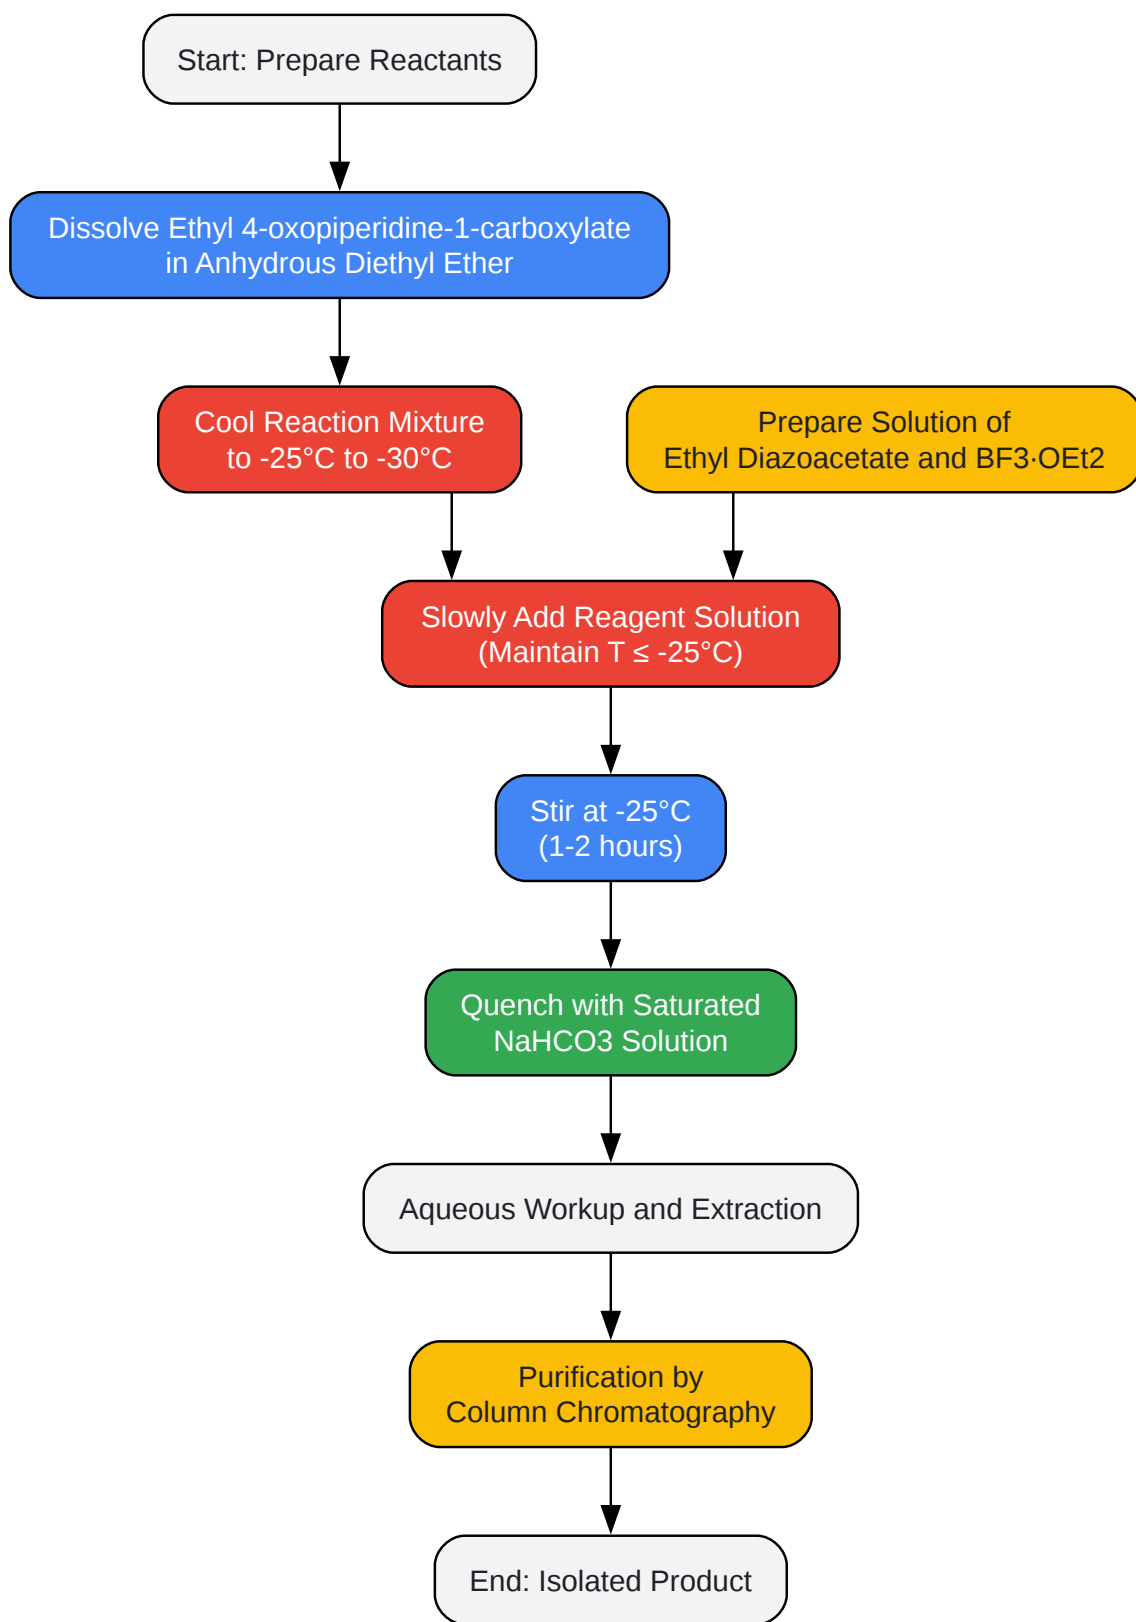 Start: Prepare Reactants
Dissolve Ethyl 4-oxopiperidine-1-carboxylate
in Anhydrous Diethyl Ether
Cool Reaction Mixture
to -25°C to -30°C
Prepare Solution of
Ethyl Diazoacetate and BF3·OEt2
Slowly Add Reagent Solution
(Maintain T ≤ -25°C)
Stir at -25°C
(1-2 hours)
Quench with Saturated
NaHCO3 Solution
Aqueous Workup and Extraction
Purification by
Column Chromatography
End: Isolated Product